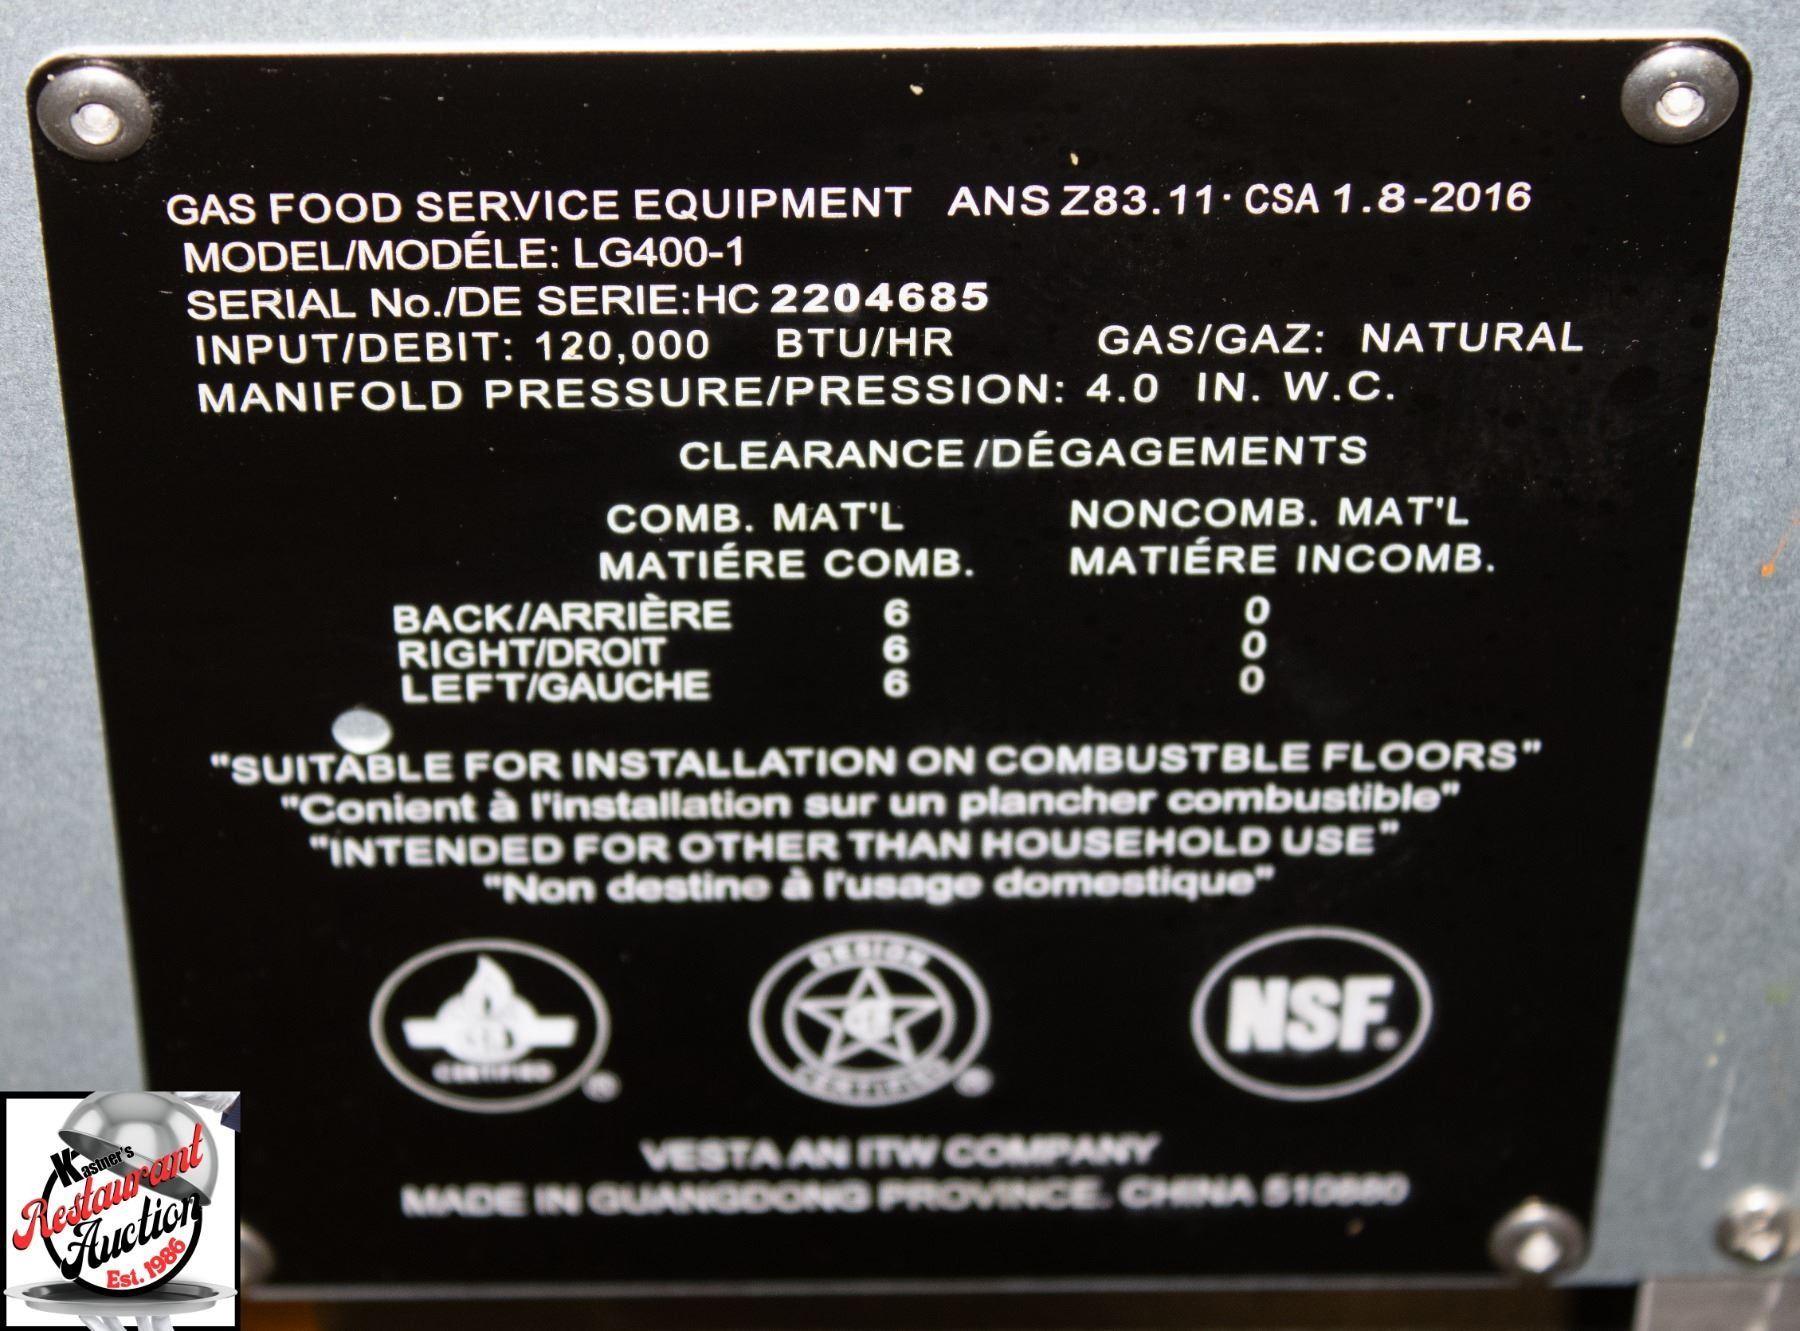 GAS FOOD SERVICE EQUIPMENT ANS Z83.11· CSA 1.8-2016
MODEL/MODÉLE: LG400-1
SERIAL No./DE SERIE:HC 2204685
INPUT/DEBIT: 120,000 BTU/HR GAS/GAZ: NATURAL
MANIFOLD PRESSURE/PRESSION: 4.0 IN. W.C.
CLEARANCE/DÉGAGEMENTS
COMB. MAT'L NONCOMB. MAT'L
MATIÉRE COMB. MATIÉRE INCOMB.
BACK/ARRIÈRE 6 0
RIGHT/DROIT 6 0
LEFT/GAUCHE 6 0
"SUITABLE FOR INSTALLATION ON COMBUSTBLE FLOORS"
"Conient à l'installation sur un plancher combustible"
"INTENDED FOR OTHER THAN HOUSEHOLD USE"
"Non destine à l'usage domestique"
DESIGN
CERTIFIED ® CERTIFIED ® NSF.
VESTA AN ITW COMPANY
MADE IN GUANGDONG PROVINCE. CHINA
Kastner's
Restaurant
Auction
Est. 1986